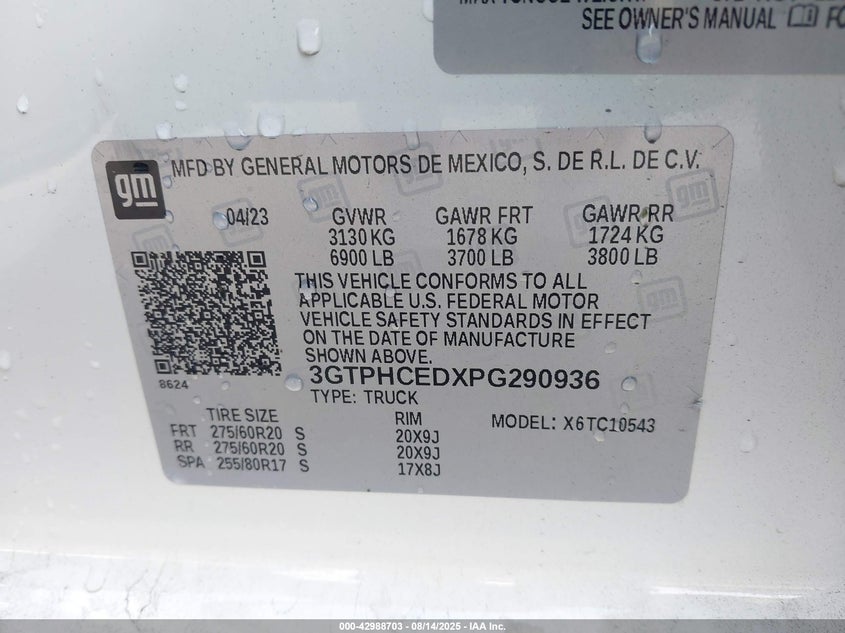 SEE OWNER'S MANUAL
gm
MFD BY GENERAL MOTORS DE MEXICO, S. DE R.L. DE C.V.
04/23 GVWR GAWR FRT GAWR RR
3130 KG 1678 KG 1724 KG
6900 LB 3700 LB 3800 LB
THIS VEHICLE CONFORMS TO ALL
APPLICABLE U.S. FEDERAL MOTOR
VEHICLE SAFETY STANDARDS IN EFFECT
ON THE DATE OF MANUFACTURE
SHOWN ABOVE.
8624
3GTPHCEDXPG290936
TYPE: TRUCK
TIRE SIZE RIM MODEL: X6TC10543
FRT 275/60R20 S 20X9J
RR 275/60R20 S 20X9J
SPA 255/80R17 S 17X8J
000-42988703 - 08/14/2025 - IAA Inc.